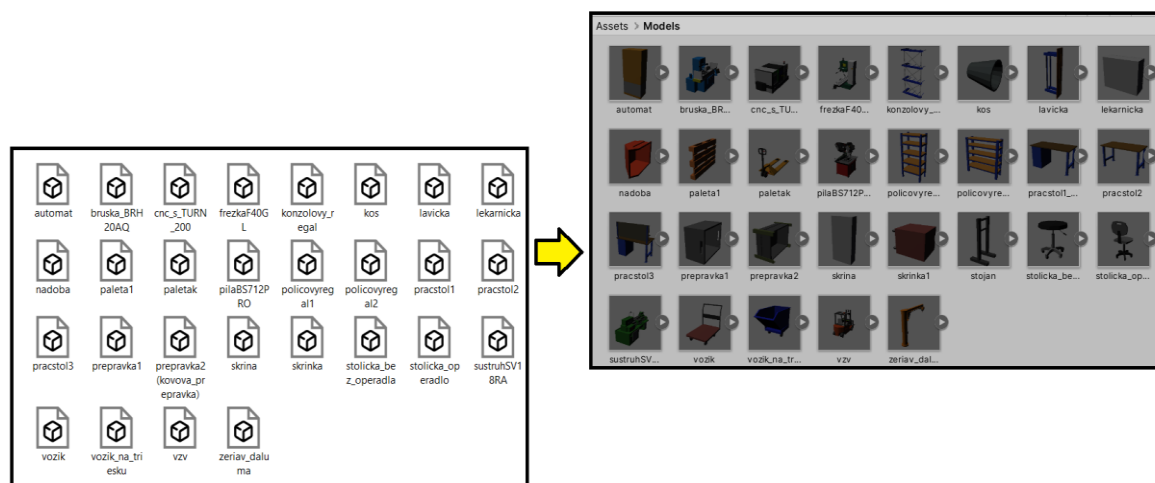 automat bruska_BRH cnc_s_TURN frezkaF40G konzolovy_r kos lavicka lekarnicka
20AQ _200 L egal
nadoba paleta1 paletak pilaBS712P policovyreg policovyreg pracstol1 pracstol2
RO al1 al2
pracstol3 prepravka1 prepravka2 skrina skrinka stolicka_be stolicka_op sustruhSV1
(kovova_pr z_operadla eradlo 8RA
epravka)
vozik vozik_na_tri vzv zeriav_dalu
esku ma
Assets > Models
automat bruska_BR... cnc_s_TU... frezkaF40... konzolovy_... kos lavicka lekarnicka
nadoba paleta1 paletak pilaBS712P... policovyre... policovyre... pracstol1_... pracstol2
pracstol3 prepravka1 prepravka2 skrina skrinka1 stojan stolicka_be... stolicka_op...
sustruhSV... vozik vozik_na_tr... vzv zeriav_dal...